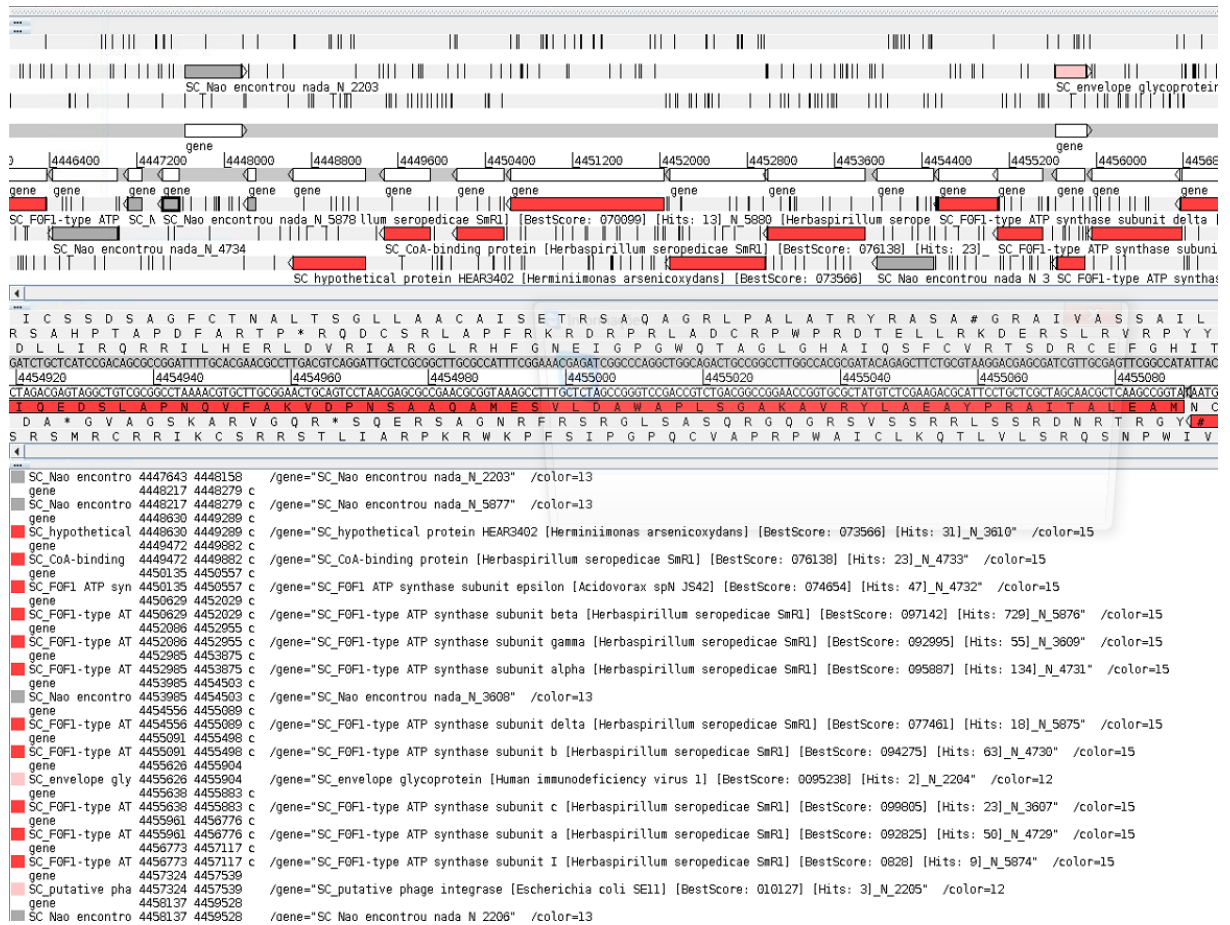 SC_Nao encontrou nada_N_2203 SC_envelope glycoprotein
gene gene
4446400 4447200 4448000 4448800 4449600 4450400 4451200 4452000 4452800 4453600 4454400 4455200 4456000 44568
gene gene gene gene gene gene gene gene gene gene gene gene gene gene gene
SC_F0F1-type ATP SC_N SC_Nao encontrou nada_N_5878 llum seropedicae SmR1] [BestScore: 070099] [Hits: 13]_N_5880 [Herbaspirillum serope SC_F0F1-type ATP synthase subunit delta [
SC_Nao encontrou nada_N_4734 SC_CoA-binding protein [Herbaspirillum seropedicae SmR1] [BestScore: 076138] [Hits: 23]_ SC_F0F1-type ATP synthase subuni
SC_hypothetical protein HEAR3402 [Herminiimonas arsenicoxydans] [BestScore: 073566] SC_Nao encontrou nada_N_3 SC_F0F1-type ATP synthas
4454920 4454940 4454960 4454980 4455000 4455020 4455040 4455060 4455080
SC_Nao encontro 4447643 4448158 /gene="SC_Nao encontrou nada_N_2203" /color=13
gene 4448217 4448279 c
SC_Nao encontro 4448217 4448279 c /gene="SC_Nao encontrou nada_N_5877" /color=13
gene 4448630 4449289 c
SC_hypothetical 4448630 4449289 c /gene="SC_hypothetical protein HEAR3402 [Herminiimonas arsenicoxydans] [BestScore: 073566] [Hits: 31]_N_3610" /color=15
gene 4449472 4449882 c
SC_CoA-binding 4449472 4449882 c /gene="SC_CoA-binding protein [Herbaspirillum seropedicae SmR1] [BestScore: 076138] [Hits: 23]_N_4733" /color=15
gene 4450135 4450557 c
SC_F0F1 ATP syn 4450135 4450557 c /gene="SC_F0F1 ATP synthase subunit epsilon [Acidovorax spN JS42] [BestScore: 074654] [Hits: 47]_N_4732" /color=15
gene 4450629 4452029 c
SC_F0F1-type AT 4450629 4452029 c /gene="SC_F0F1-type ATP synthase subunit beta [Herbaspirillum seropedicae SmR1] [BestScore: 097142] [Hits: 729]_N_5876" /color=15
gene 4452086 4452955 c
SC_F0F1-type AT 4452086 4452955 c /gene="SC_F0F1-type ATP synthase subunit gamma [Herbaspirillum seropedicae SmR1] [BestScore: 092995] [Hits: 55]_N_3609" /color=15
gene 4452985 4453875 c
SC_F0F1-type AT 4452985 4453875 c /gene="SC_F0F1-type ATP synthase subunit alpha [Herbaspirillum seropedicae SmR1] [BestScore: 095887] [Hits: 134]_N_4731" /color=15
gene 4453985 4454503 c
SC_Nao encontro 4453985 4454503 c /gene="SC_Nao encontrou nada_N_3608" /color=13
gene 4454556 4455089 c
SC_F0F1-type AT 4454556 4455089 c /gene="SC_F0F1-type ATP synthase subunit delta [Herbaspirillum seropedicae SmR1] [BestScore: 077461] [Hits: 18]_N_5875" /color=15
gene 4455091 4455498 c
SC_F0F1-type AT 4455091 4455498 c /gene="SC_F0F1-type ATP synthase subunit b [Herbaspirillum seropedicae SmR1] [BestScore: 094275] [Hits: 63]_N_4730" /color=15
gene 4455626 4455904
SC_envelope gly 4455626 4455904 /gene="SC_envelope glycoprotein [Human immunodeficiency virus 1] [BestScore: 0095238] [Hits: 2]_N_2204" /color=12
gene 4455638 4455883 c
SC_F0F1-type AT 4455638 4455883 c /gene="SC_F0F1-type ATP synthase subunit c [Herbaspirillum seropedicae SmR1] [BestScore: 099805] [Hits: 23]_N_3607" /color=15
gene 4455961 4456776 c
SC_F0F1-type AT 4455961 4456776 c /gene="SC_F0F1-type ATP synthase subunit a [Herbaspirillum seropedicae SmR1] [BestScore: 092825] [Hits: 50]_N_4729" /color=15
gene 4456773 4457117 c
SC_F0F1-type AT 4456773 4457117 c /gene="SC_F0F1-type ATP synthase subunit I [Herbaspirillum seropedicae SmR1] [BestScore: 0828] [Hits: 9]_N_5874" /color=15
gene 4457324 4457539
SC_putative pha 4457324 4457539 /gene="SC_putative phage integrase [Escherichia coli SE11] [BestScore: 010127] [Hits: 3]_N_2205" /color=12
gene 4458137 4459528
SC_Nao encontro 4458137 4459528 /gene="SC_Nao encontrou nada_N_2206" /color=13